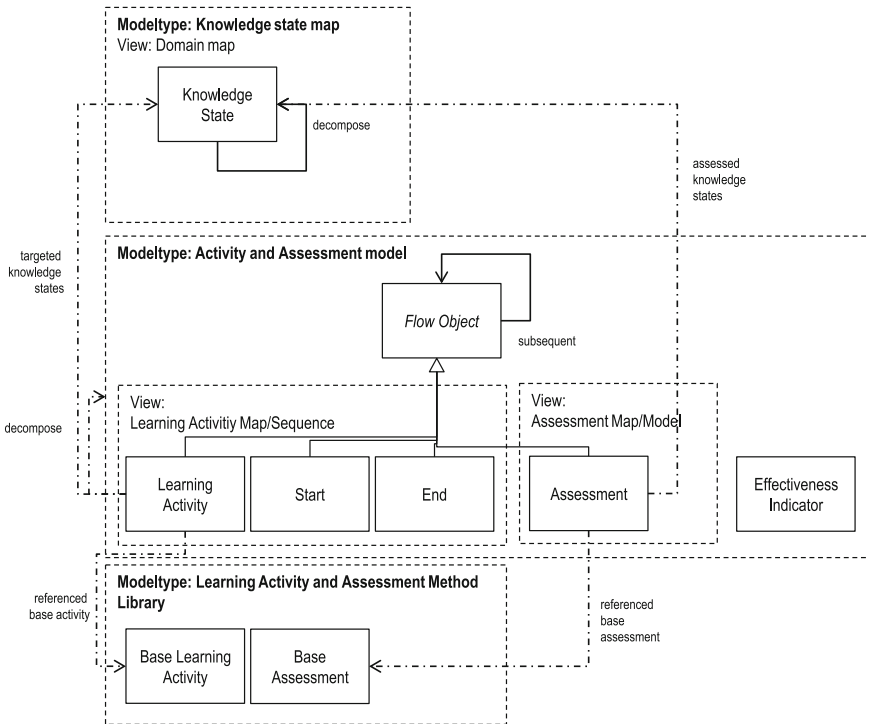 Modeltype: Knowledge state map
View: Domain map
Knowledge
State
decompose
assessed
knowledge
states
targeted
knowledge
states
Modeltype: Activity and Assessment model
Flow Object
subsequent
decompose
View:
Learning Activitiy Map/Sequence
View:
Assessment Map/Model
Learning
Activity
Start
End
Assessment
Effectiveness
Indicator
referenced
base activity
Modeltype: Learning Activity and Assessment Method
Library
referenced
base
assessment
Base Learning
Activity
Base
Assessment